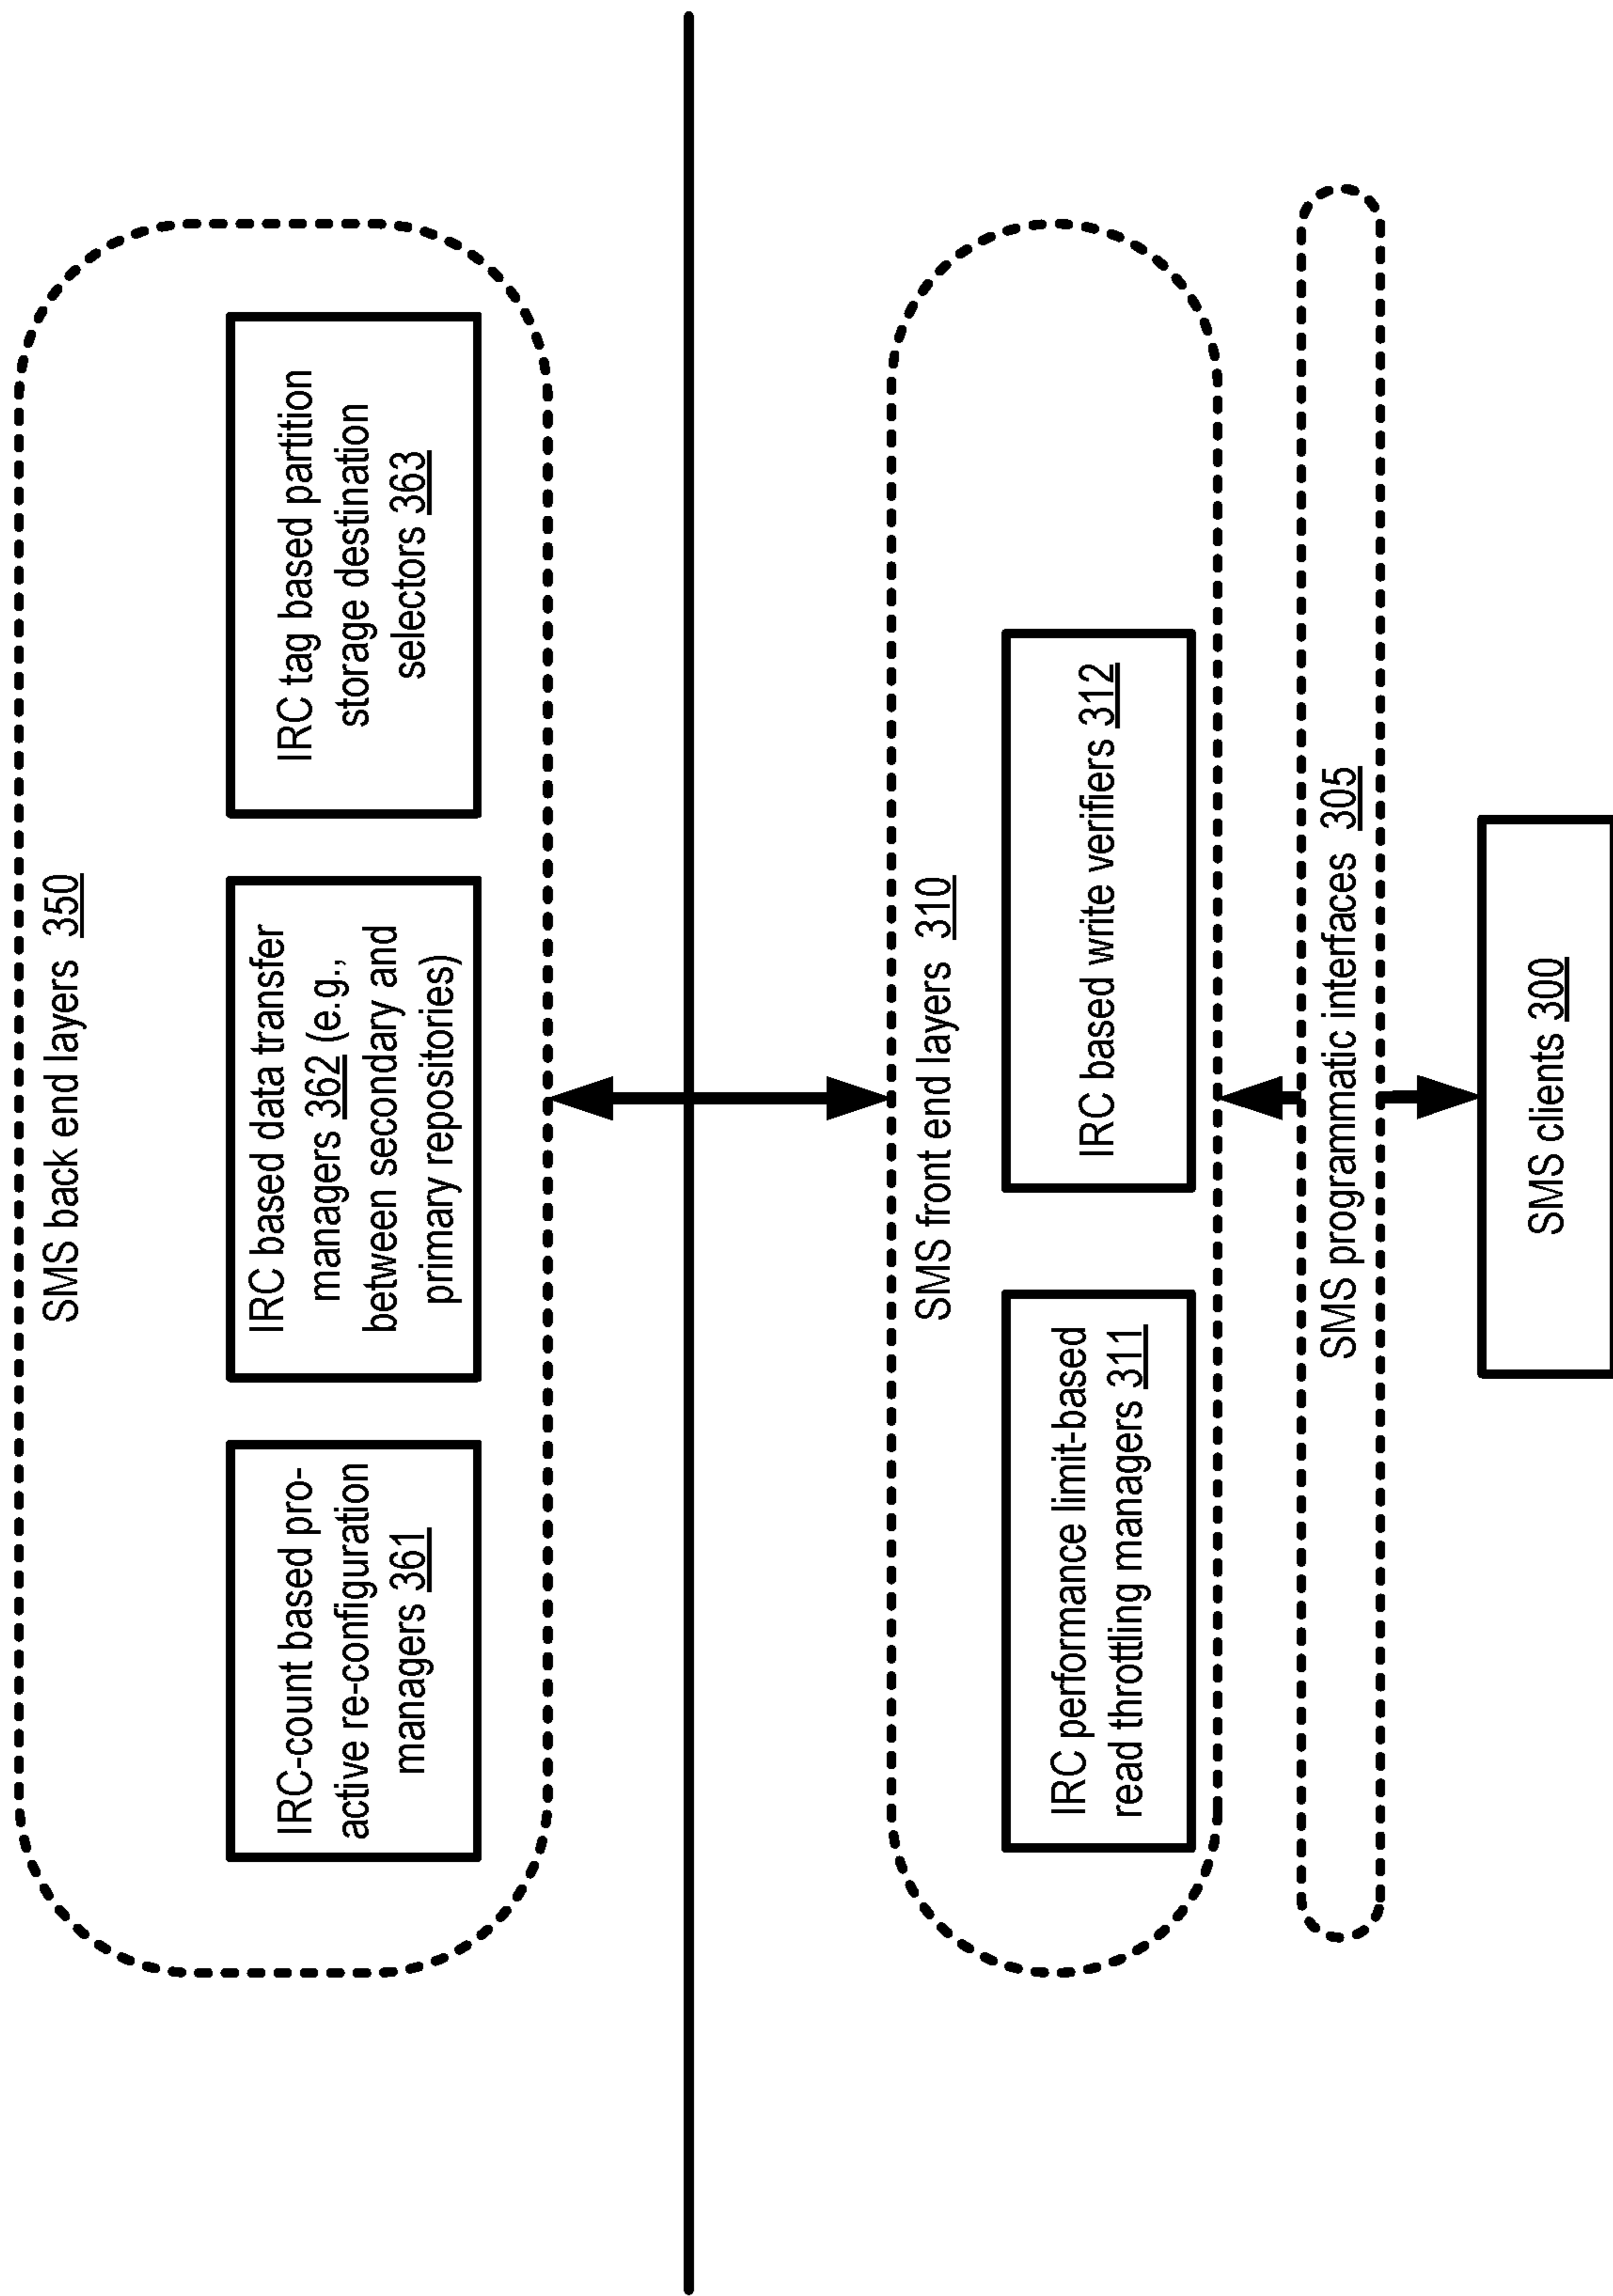 SMS back end layers 350
IRC-count based pro-
active re-configuration
managers 361
IRC based data transfer
managers 362 (e.g.,
between secondary and
primary repositories)
IRC tag based partition
storage destination
selectors 363
SMS front end layers 310
IRC performance limit-based
read throttling managers 311
IRC based write verifiers 312
SMS programmatic interfaces 305
SMS clients 300